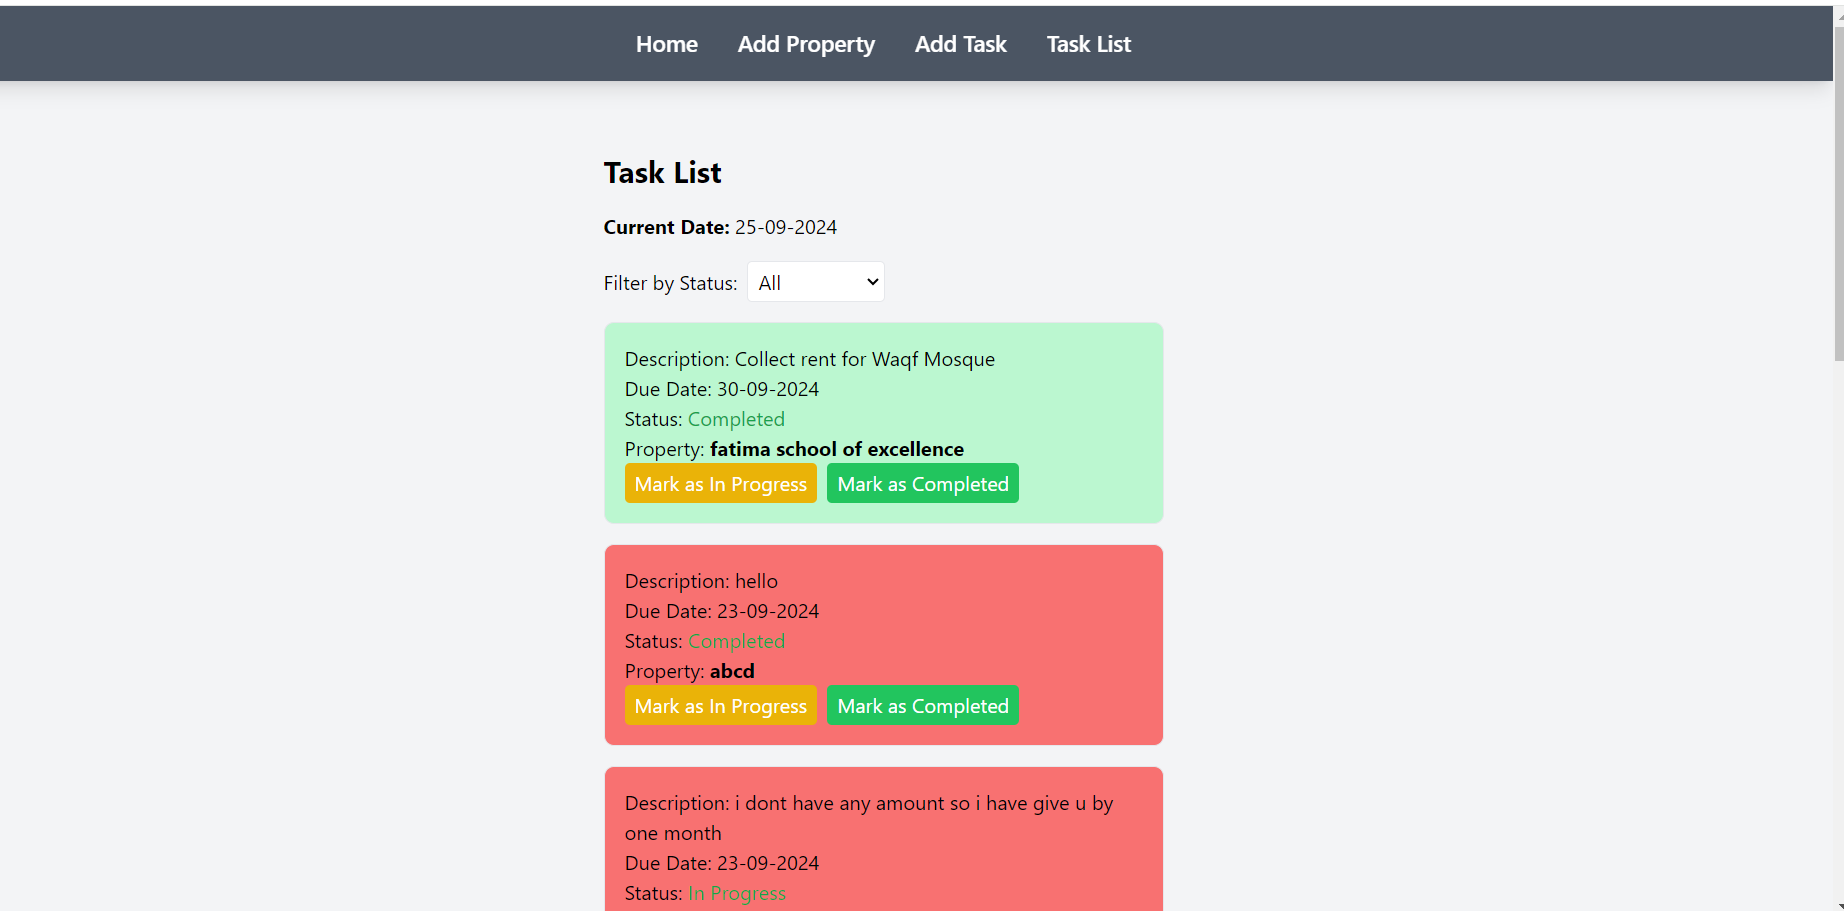 Home Add Property Add Task Task List
Task List
Current Date: 25-09-2024
Filter by Status: All
Description: Collect rent for Waqf Mosque
Due Date: 30-09-2024
Status: Completed
Property: fatima school of excellence
Mark as In Progress Mark as Completed
Description: hello
Due Date: 23-09-2024
Status: Completed
Property: abcd
Mark as In Progress Mark as Completed
Description: i dont have any amount so i have give u by
one month
Due Date: 23-09-2024
Status: In Progress